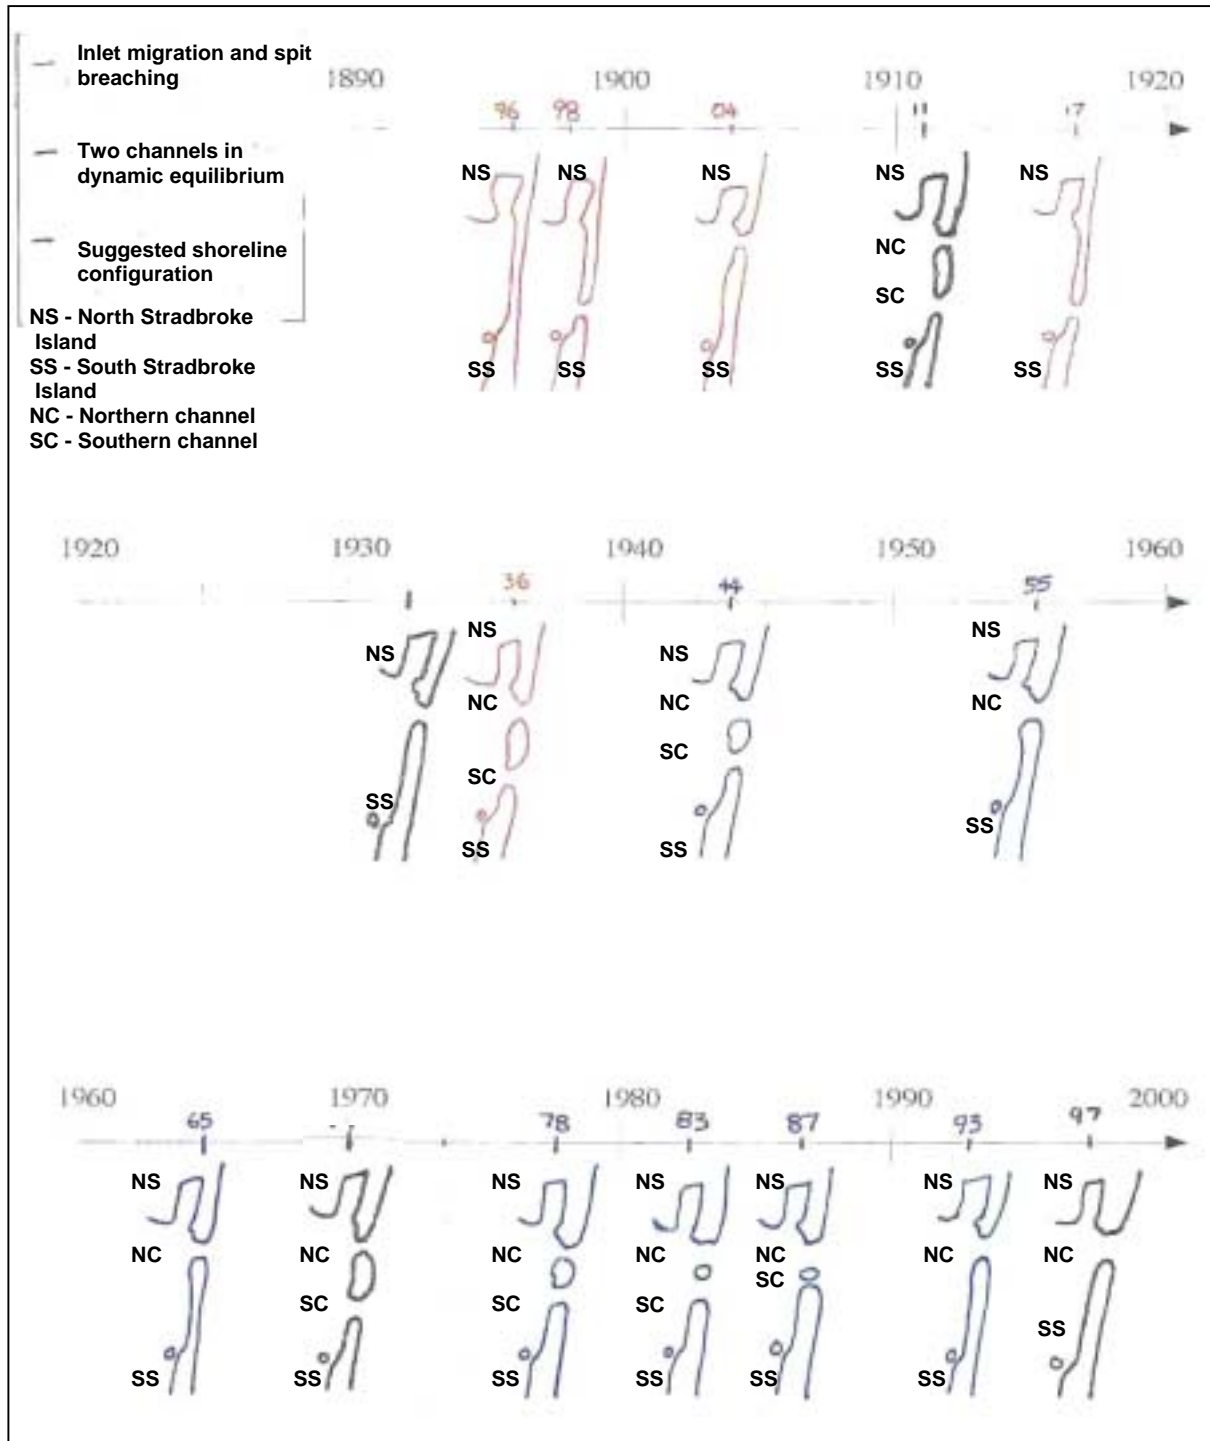 Inlet migration and spit
breaching
Two channels in
dynamic equilibrium
Suggested shoreline
configuration
NS - North Stradbroke
Island
SS - South Stradbroke
Island
NC - Northern channel
SC - Southern channel
1890 1900 1910 1920
96 98 04 11 17
NS NS NS NS NS
NC
SC
SS SS SS SS SS
1920 1930 1940 1950 1960
36 44 55
NS NS NS NS
NC NC NC
SC SC
SS SS SS SS
1960 1970 1980 1990 2000
65 78 83 87 93 97
NS NS NS NS NS NS NS
NC NC NC NC NC NC NC
SC SC SC SC
SS SS SS SS SS SS SS